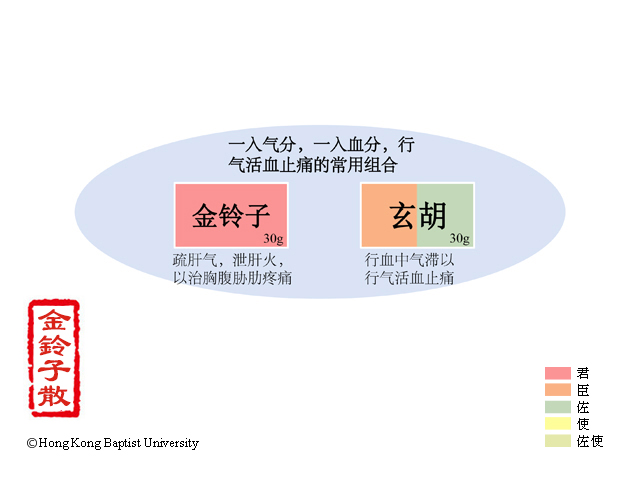 一入气分，一入血分，行
气活血止痛的常用组合
金铃子
30g
玄胡
30g
疏肝气，泄肝火，
以治胸腹胁肋疼痛
行血中气滞以
行气活血止痛
金鈴子散
君
臣
佐
使
佐使
©Hong Kong Baptist University